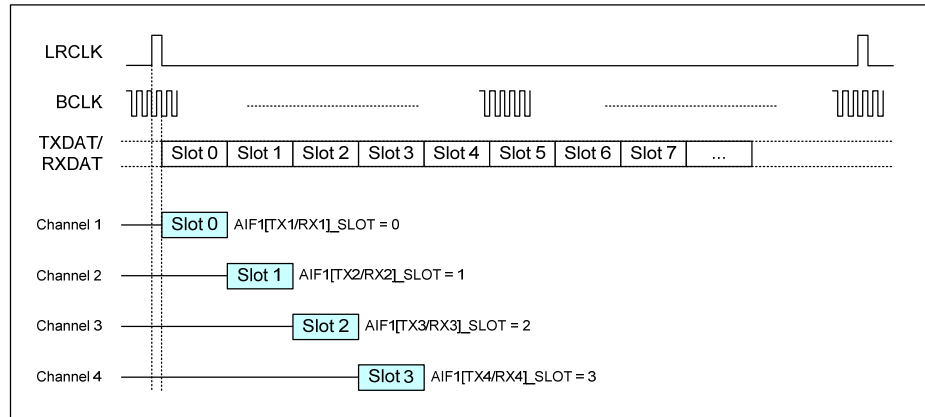 LRCLK
BCLK
TXDAT/
RXDAT
Slot 0 Slot 1 Slot 2 Slot 3 Slot 4 Slot 5 Slot 6 Slot 7 ...
Channel 1 Slot 0 AIF1[TX1/RX1]_SLOT = 0
Channel 2 Slot 1 AIF1[TX2/RX2]_SLOT = 1
Channel 3 Slot 2 AIF1[TX3/RX3]_SLOT = 2
Channel 4 Slot 3 AIF1[TX4/RX4]_SLOT = 3